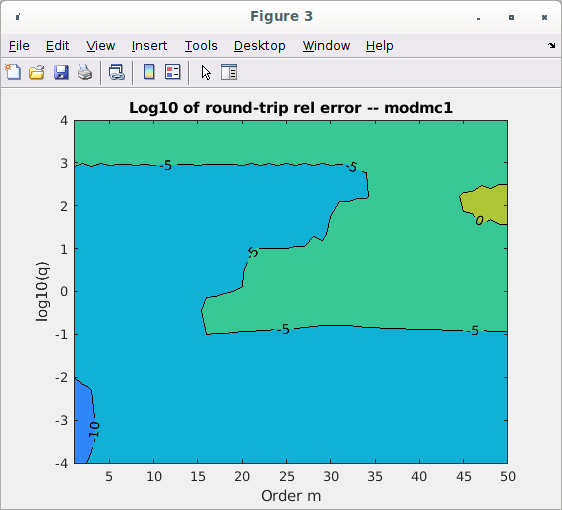 Figure 3
File Edit View Insert Tools Desktop Window Help
Log10 of round-trip rel error -- modmc1
4
3
2
1
0
-1
-2
-3
-4
log10(q)
-5
-5
-5
0
-5
-5
-10
5 10 15 20 25 30 35 40 45 50
Order m